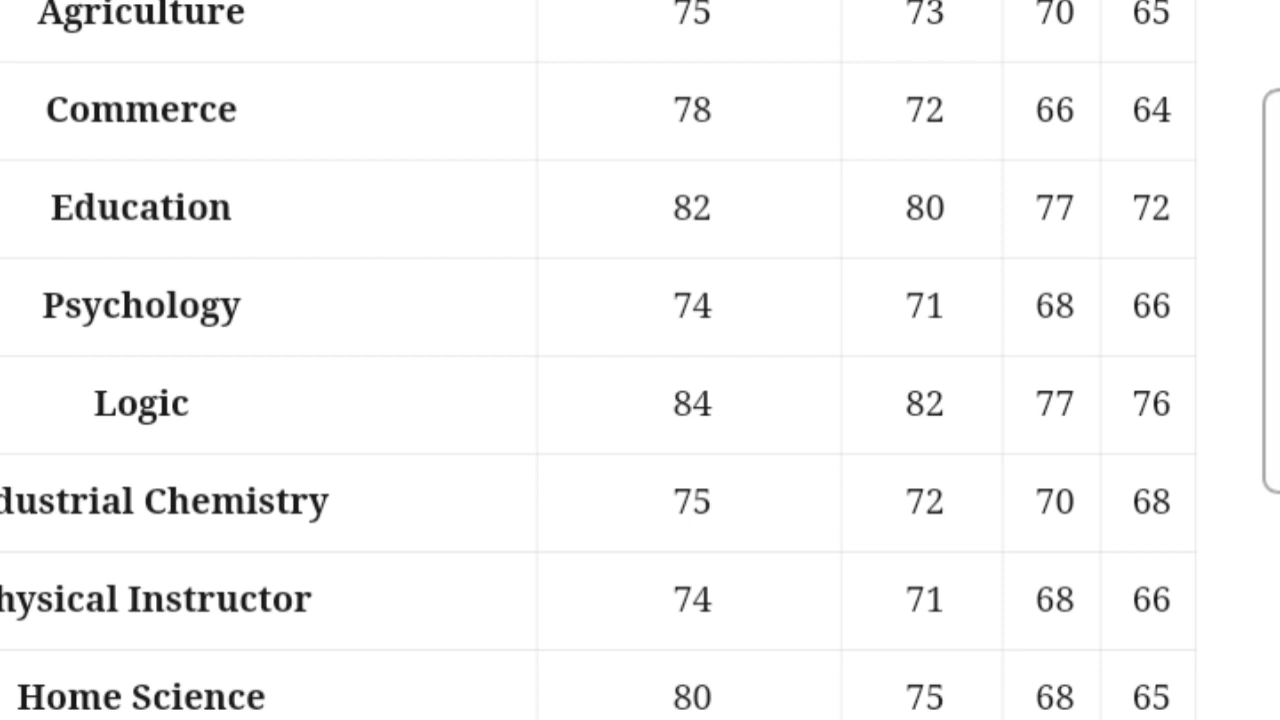 Agriculture 75 73 70 65
Commerce 78 72 66 64
Education 82 80 77 72
Psychology 74 71 68 66
Logic 84 82 77 76
dustrial Chemistry 75 72 70 68
hysical Instructor 74 71 68 66
Home Science 80 75 68 65